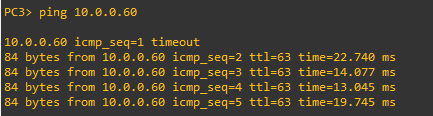 PC3> ping 10.0.0.60
10.0.0.60 icmp_seq=1 timeout
84 bytes from 10.0.0.60 icmp_seq=2 ttl=63 time=22.740 ms
84 bytes from 10.0.0.60 icmp_seq=3 ttl=63 time=14.077 ms
84 bytes from 10.0.0.60 icmp_seq=4 ttl=63 time=13.045 ms
84 bytes from 10.0.0.60 icmp_seq=5 ttl=63 time=19.745 ms